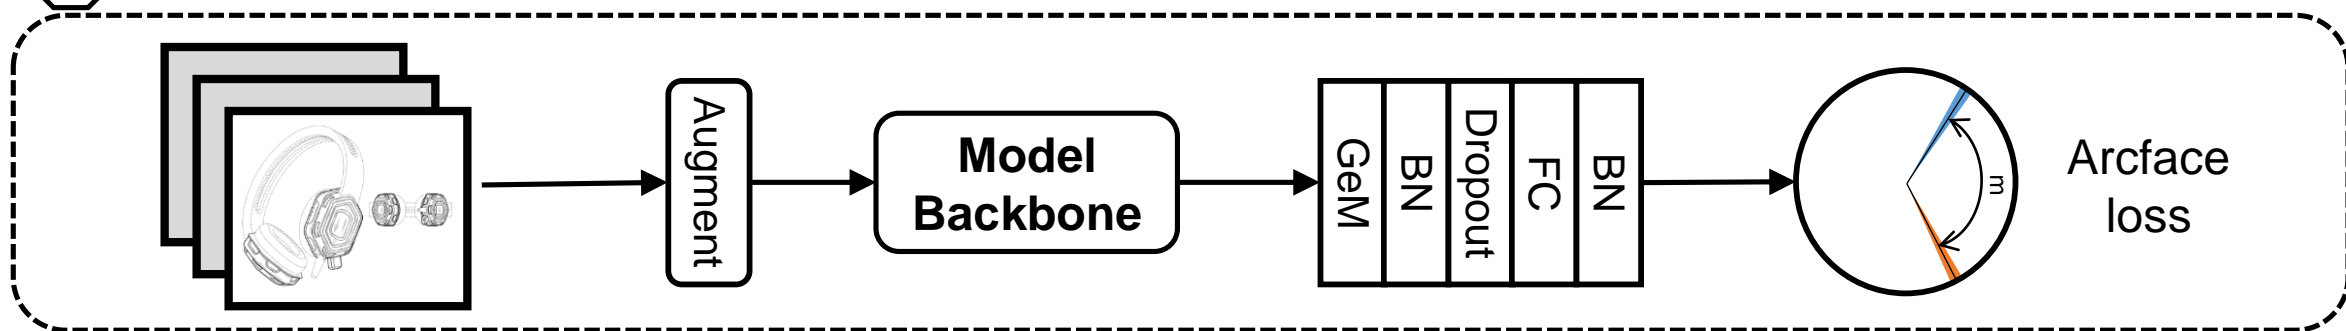 Augment
Model
Backbone
GeM
BN
Dropout
FC
BN
m
Arcface
loss